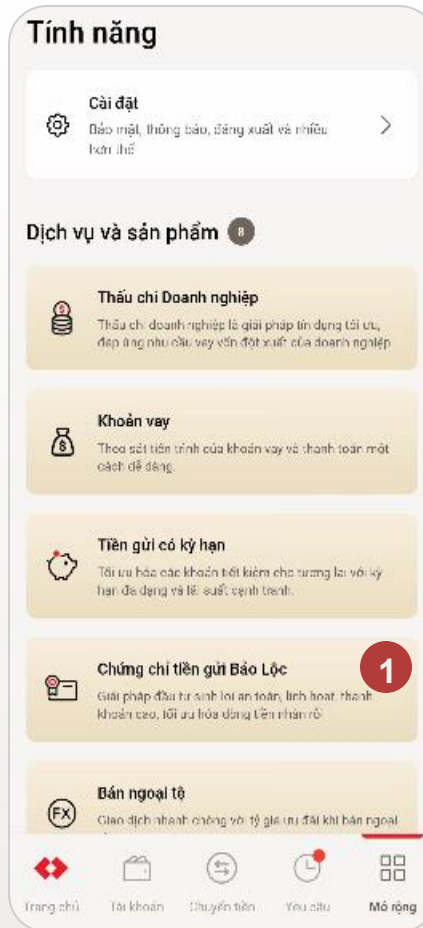 Tính năng
Cài đặt
Bảo mật, thông báo, đăng xuất và nhiều
hơn thế
Dịch vụ và sản phẩm 8
Thấu chi Doanh nghiệp
Thấu chi doanh nghiệp là giải pháp tín dụng tối ưu,
đáp ứng nhu cầu vay vốn đột xuất của doanh nghiệp
Khoản vay
Theo sát tiến trình của khoản vay và thanh toán một
cách dễ dàng.
Tiền gửi có kỳ hạn
Tối ưu hóa các khoản tiết kiệm cho tương lai với kỳ
hạn đa dạng và lãi suất cạnh tranh.
Chứng chỉ tiền gửi Bảo Lộc
1
Giải pháp đầu tư sinh lời an toàn, linh hoạt, thanh
khoản cao, tối ưu hóa dòng tiền nhàn rỗi
Bán ngoại tệ
FX
Giao dịch nhanh chóng với tỷ giá ưu đãi khi bán ngoại
Trang chủ Tài khoản Chuyển tiền Yêu cầu Mở rộng